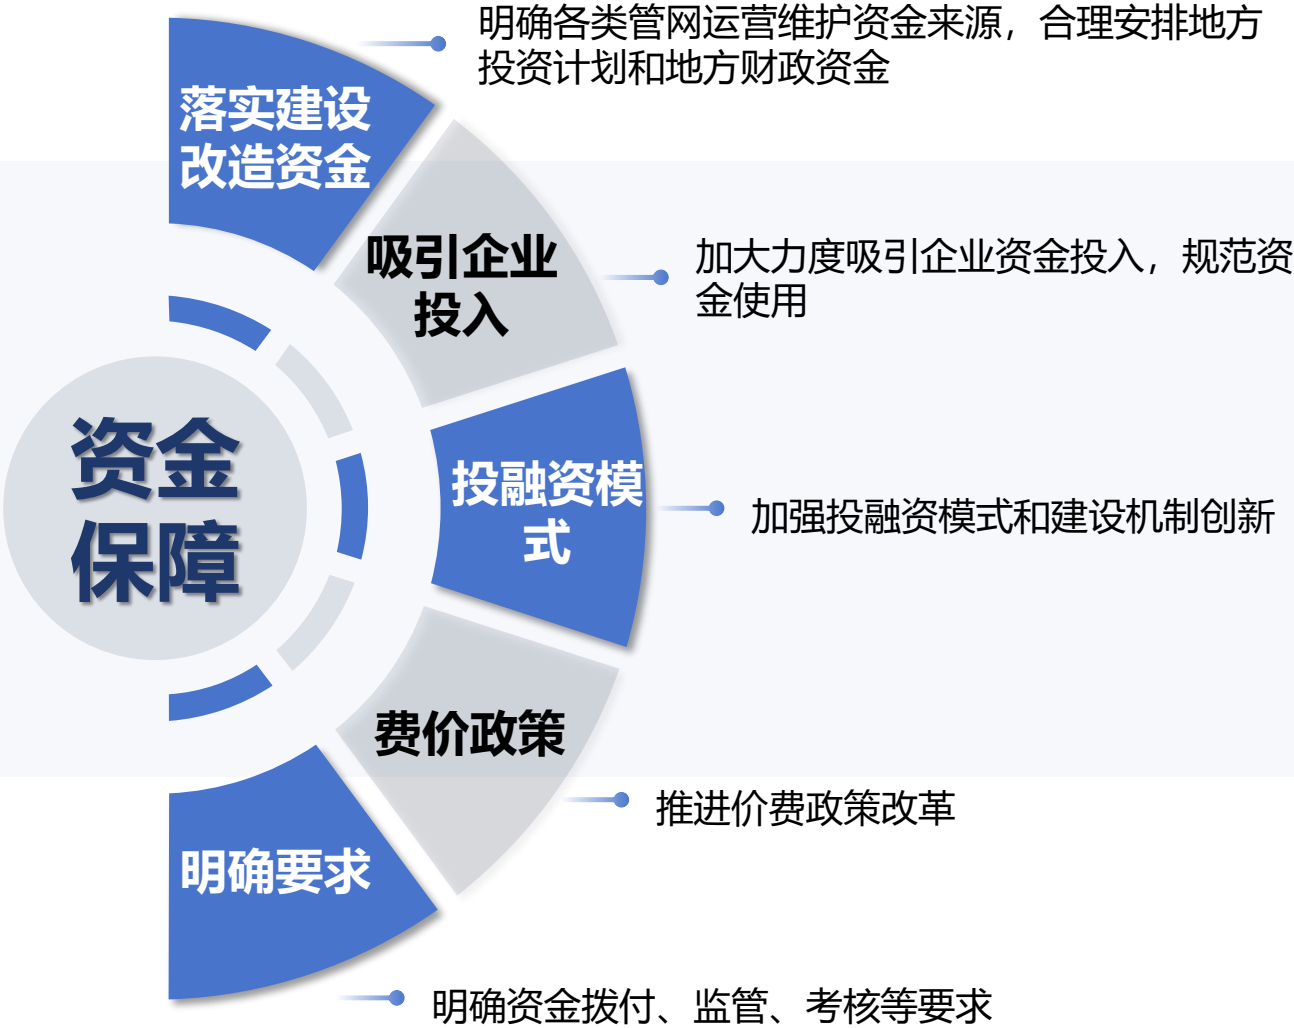 明确各类管网运营维护资金来源，合理安排地方
投资计划和地方财政资金
落实建设
改造资金
吸引企业
投入
加大力度吸引企业资金投入，规范资
金使用
资金
保障
投融资模
式
加强投融资模式和建设机制创新
费价政策
推进价费政策改革
明确要求
明确资金拨付、监管、考核等要求